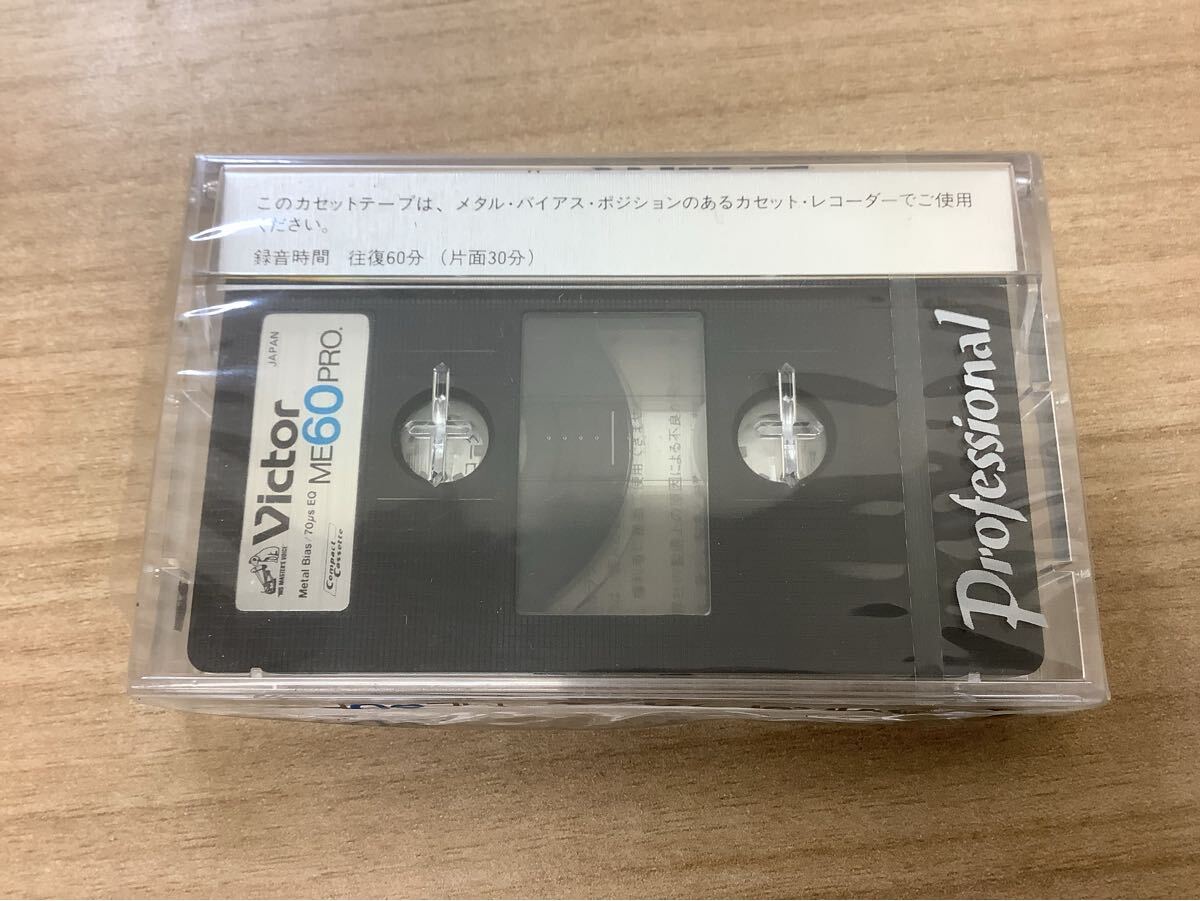 このカセットテープは、メタル・バイアス・ポジションのあるカセット・レコーダーでご使用
ください。
録音時間 往復60分 (片面30分)
HIS MASTER'S VOICE
Victor
JAPAN
Metal Bias/70μs EQ
ME60PRO.
Compact
Cassette
Professional